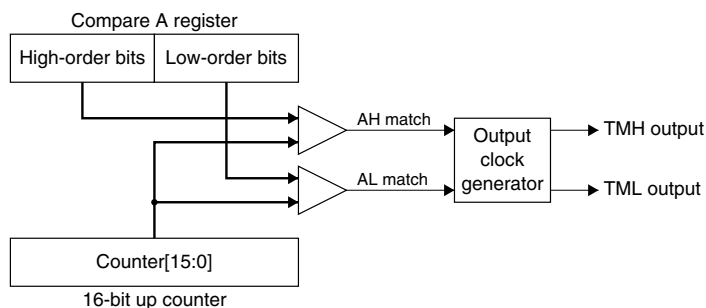 Compare A register
High-order bits
Low-order bits
AH match
Output
clock
generator
TMH output
AL match
TML output
Counter[15:0]
16-bit up counter